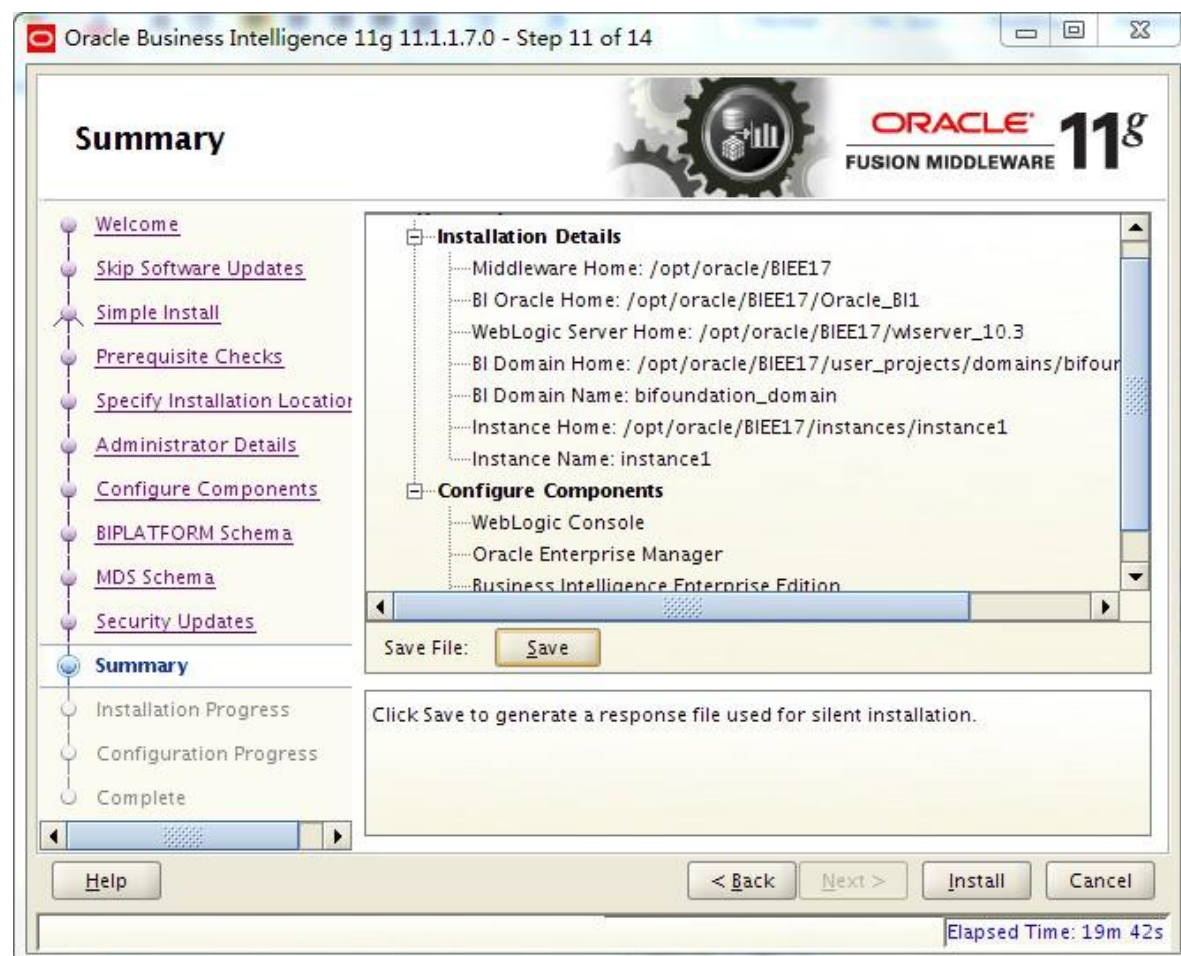 Oracle Business Intelligence 11g 11.1.1.7.0 - Step 11 of 14
Summary
ORACLE
FUSION MIDDLEWARE
11g
Welcome
Skip Software Updates
Simple Install
Prerequisite Checks
Specify Installation Location
Administrator Details
Configure Components
BIPLATFORM Schema
MDS Schema
Security Updates
Summary
Installation Progress
Configuration Progress
Complete
Installation Details
Middleware Home: /opt/oracle/BIEE17
BI Oracle Home: /opt/oracle/BIEE17/Oracle_BI1
WebLogic Server Home: /opt/oracle/BIEE17/wlserver_10.3
BI Domain Home: /opt/oracle/BIEE17/user_projects/domains/bifour
BI Domain Name: bifoundation_domain
Instance Home: /opt/oracle/BIEE17/instances/instance1
Instance Name: instance1
Configure Components
WebLogic Console
Oracle Enterprise Manager
Business Intelligence Enterprise Edition
Save File:
Save
Click Save to generate a response file used for silent installation.
Help
< Back
Next >
Install
Cancel
Elapsed Time: 19m 42s